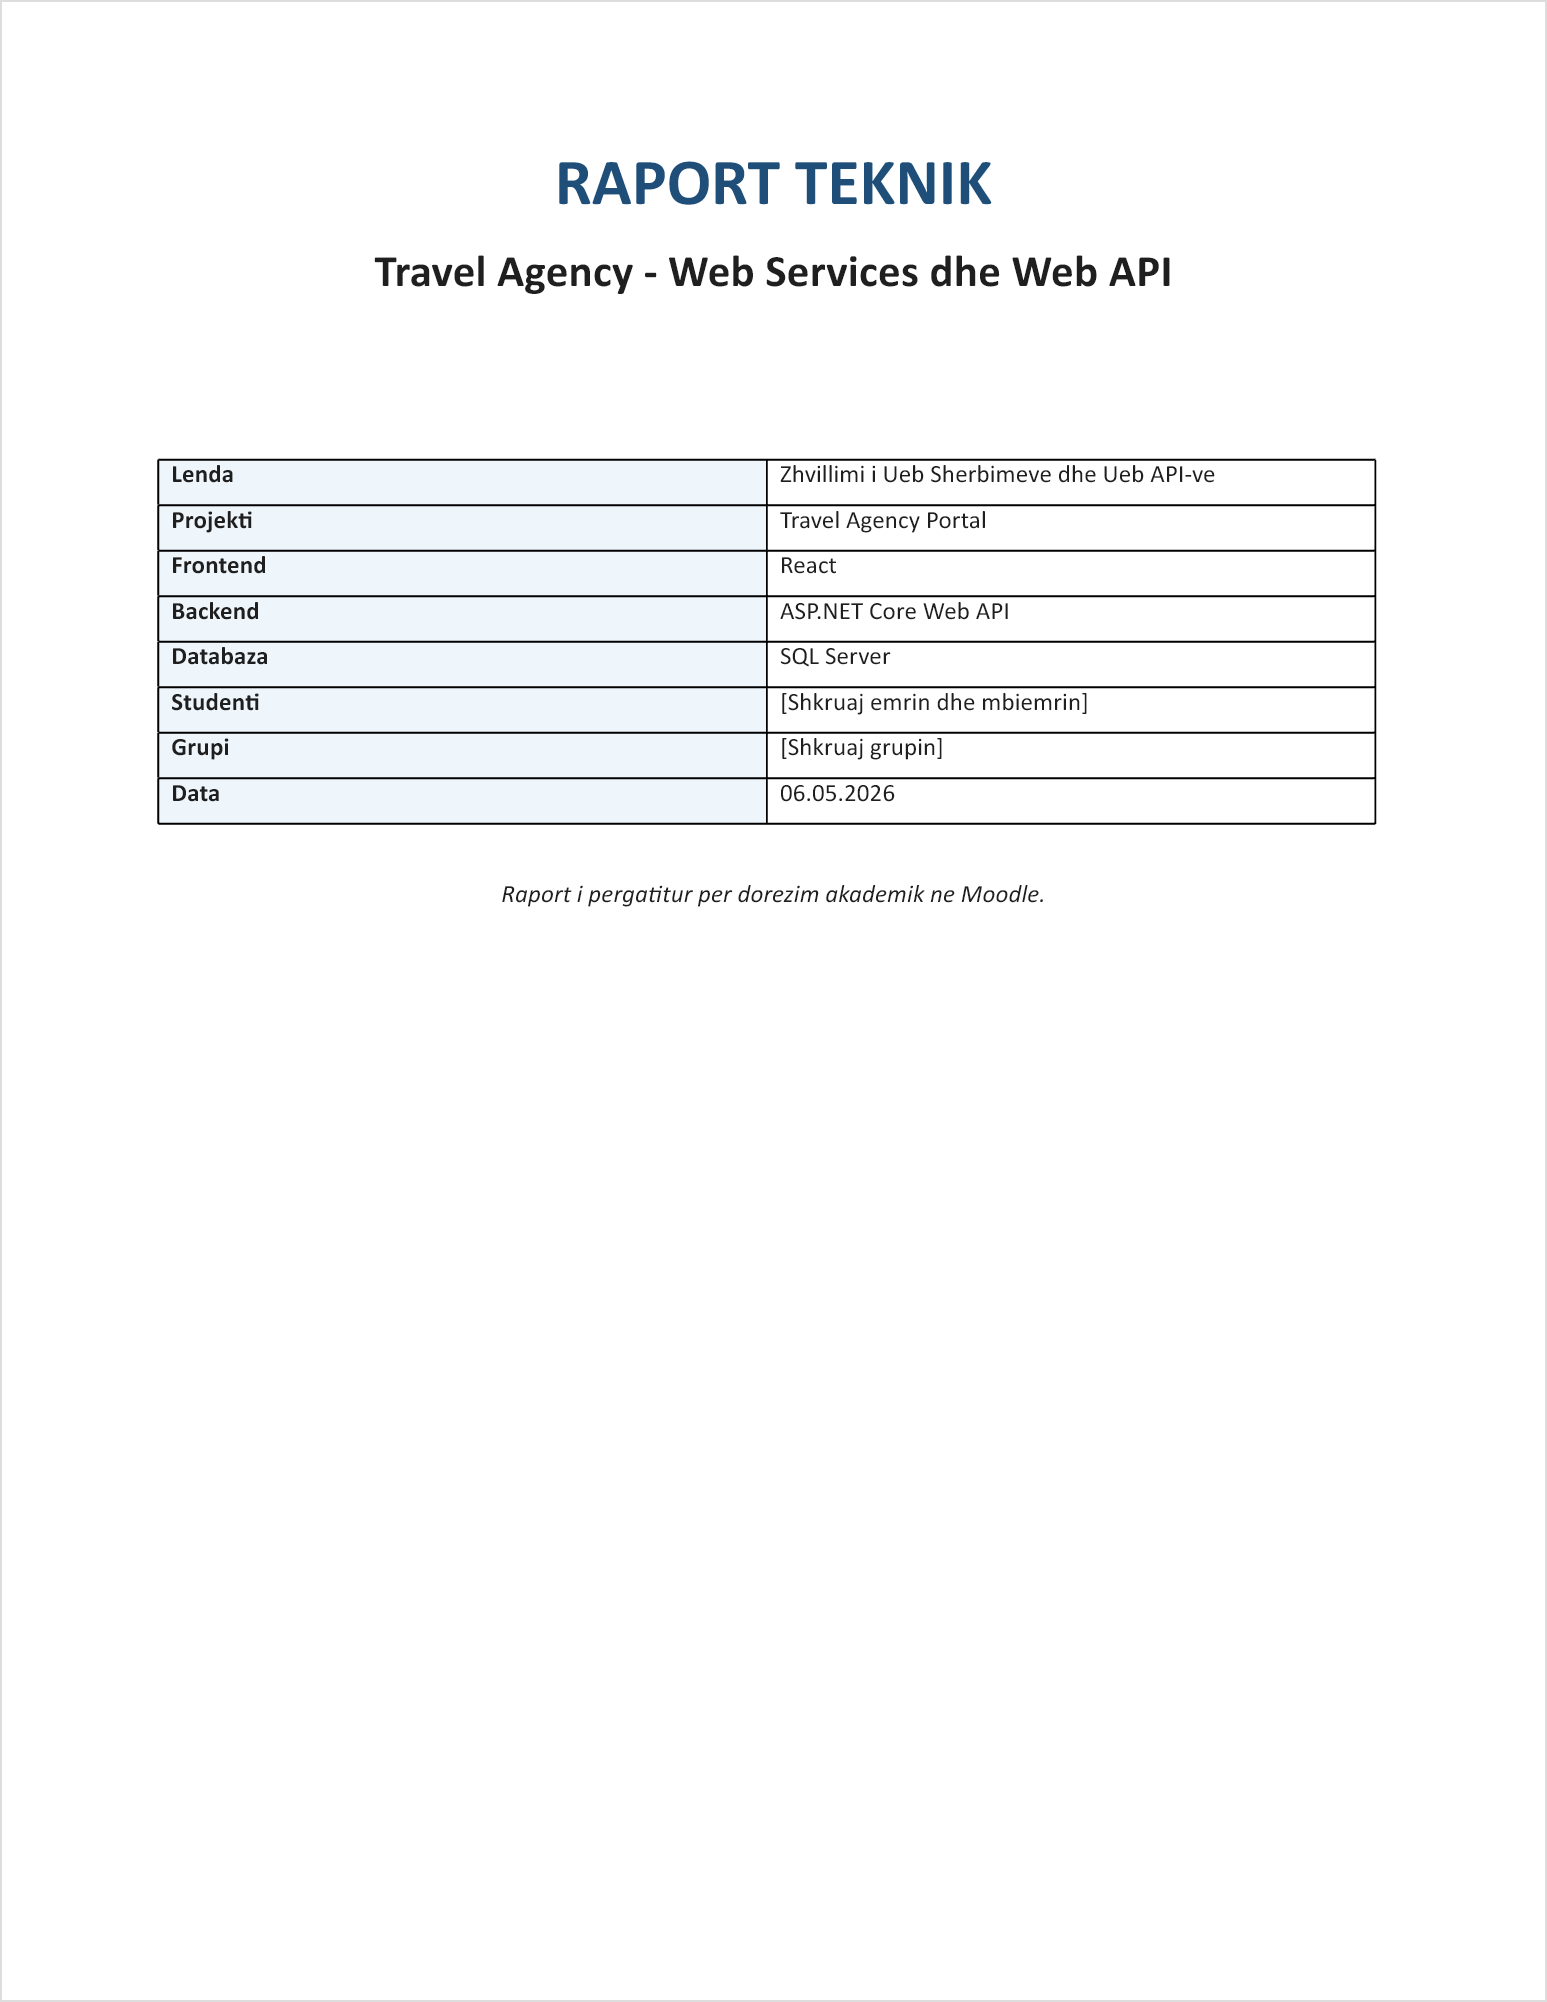 RAPORT TEKNIK
Travel Agency - Web Services dhe Web API
Lenda Zhvillimi i Ueb Sherbimeve dhe Ueb API-ve
Projekti Travel Agency Portal
Frontend React
Backend ASP.NET Core Web API
Databaza SQL Server
Studenti [Shkruaj emrin dhe mbiemrin]
Grupi [Shkruaj grupin]
Data 06.05.2026
Raport i pergatitur per dorezim akademik ne Moodle.